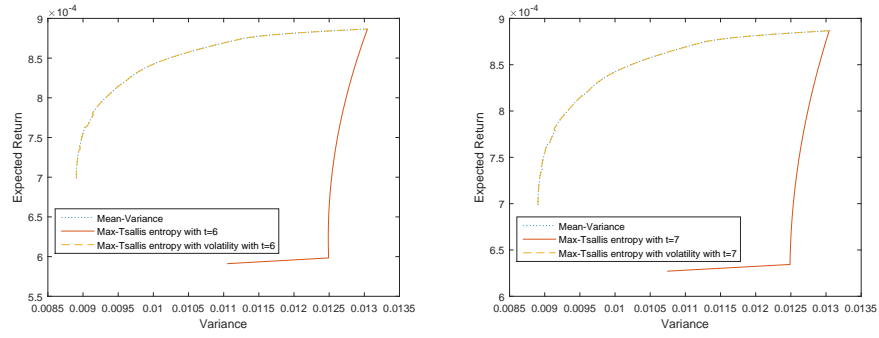 ×10⁻⁴
9
8.5
8
7.5
7
6.5
6
5.5
Expected Return
Mean-Variance
Max-Tsallis entropy with t=6
Max-Tsallis entropy with volatility with t=6
0.0085 0.009 0.0095 0.01 0.0105 0.011 0.0115 0.012 0.0125 0.013 0.0135
Variance
×10⁻⁴
9
8.5
8
7.5
7
6.5
6
Expected Return
Mean-Variance
Max-Tsallis entropy with t=7
Max-Tsallis entropy with volatility with t=7
0.0085 0.009 0.0095 0.01 0.0105 0.011 0.0115 0.012 0.0125 0.013 0.0135
Variance